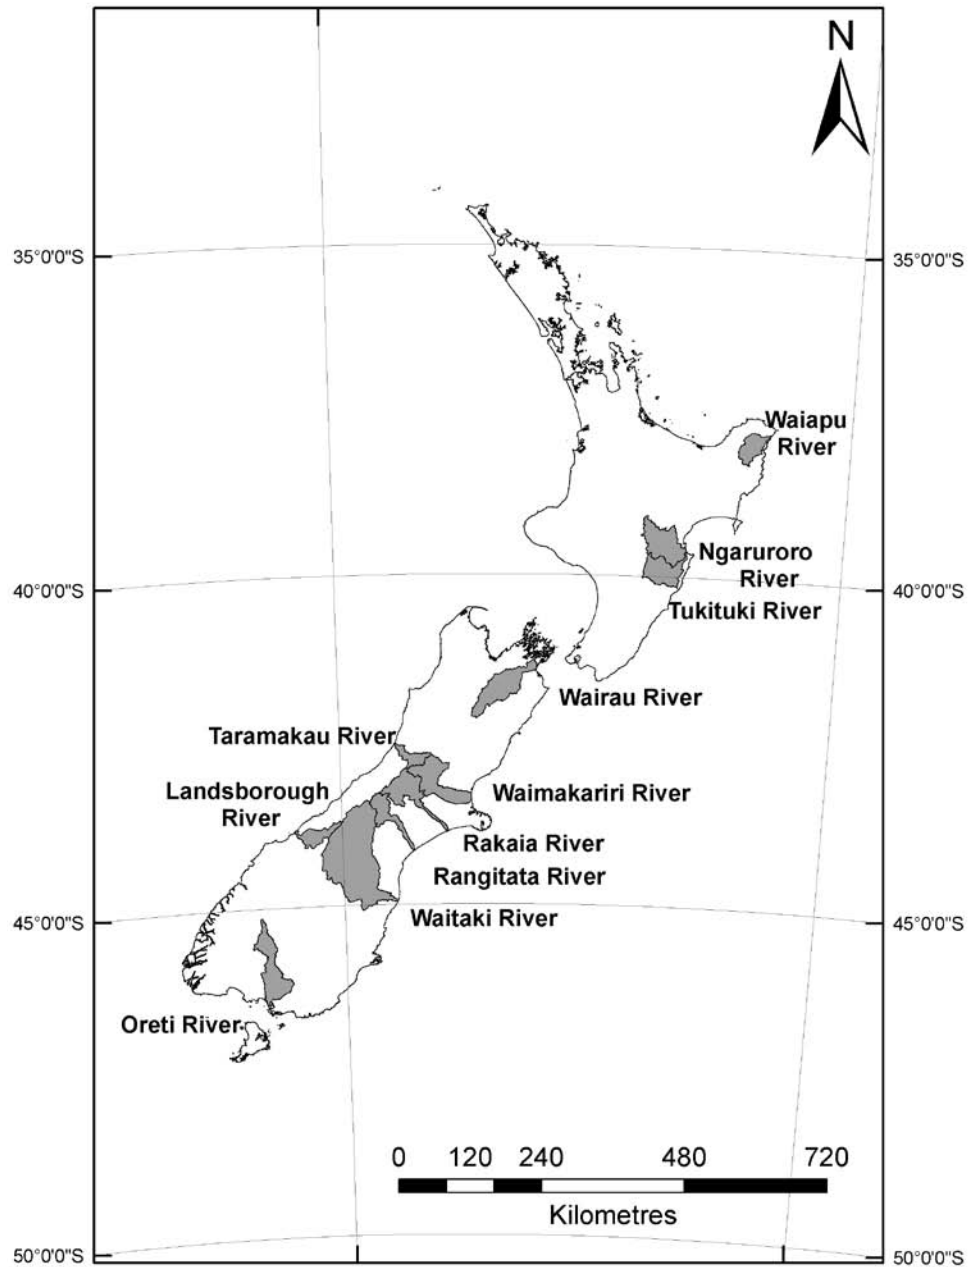 N
35°0'0"S
35°0'0"S
Waiapu
River
Ngaruroro
River
40°0'0"S
40°0'0"S
Tukituki River
Wairau River
Taramakau River
Landsborough
River
Waimakariri River
Rakaia River
Rangitata River
Waitaki River
45°0'0"S
45°0'0"S
Oreti River
0 120 240 480 720
Kilometres
50°0'0"S
50°0'0"S